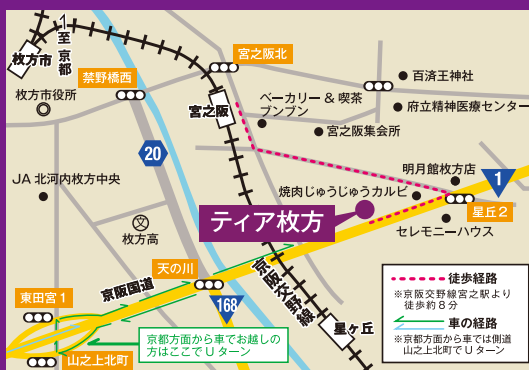 至 京都
枚方市
宮之阪北
百済王神社
禁野橋西
枚方市役所
宮之阪
ベーカリー & 喫茶
ブンブン
府立精神医療センター
宮之阪集会所
20
JA 北河内枚方中央
明月館枚方店
1
焼肉じゅうじゅうカルビ
星丘2
文
枚方高
ティア枚方
セレモニーハウス
天の川
京阪国道
東田宮1
168
京阪交野線
星ヶ丘
京都方面から車でお越しの
方はここで U ターン
山之上北町
徒歩経路
※京阪交野線宮之駅より
徒歩約8分
車の経路
※京都方面から車では側道
山之上北町で U ターン